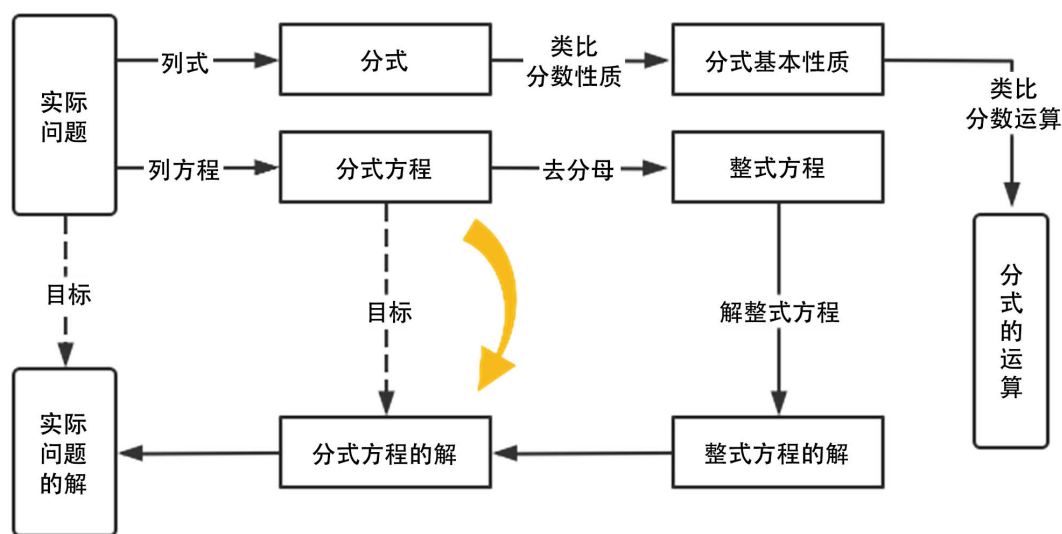 实际
问题
列式
分式
类比
分数性质
分式基本性质
类比
分数运算
列方程
分式方程
去分母
整式方程
分
式
的
运
算
目标
目标
解整式方程
实际
问题
的解
分式方程的解
整式方程的解